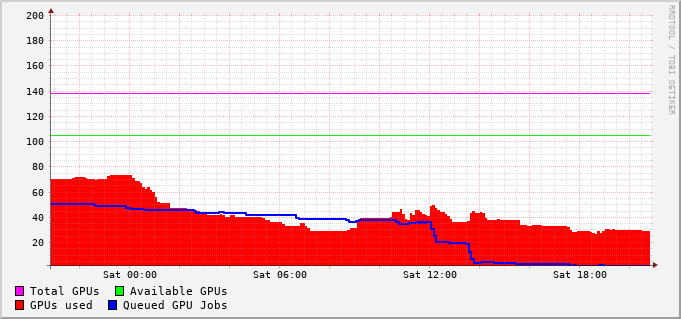 200
180
160
140
120
100
80
60
40
20
Sat 00:00 Sat 06:00 Sat 12:00 Sat 18:00
Total GPUs Available GPUs
GPUs used Queued GPU Jobs
RRDTOOL / TOBI OETIKER